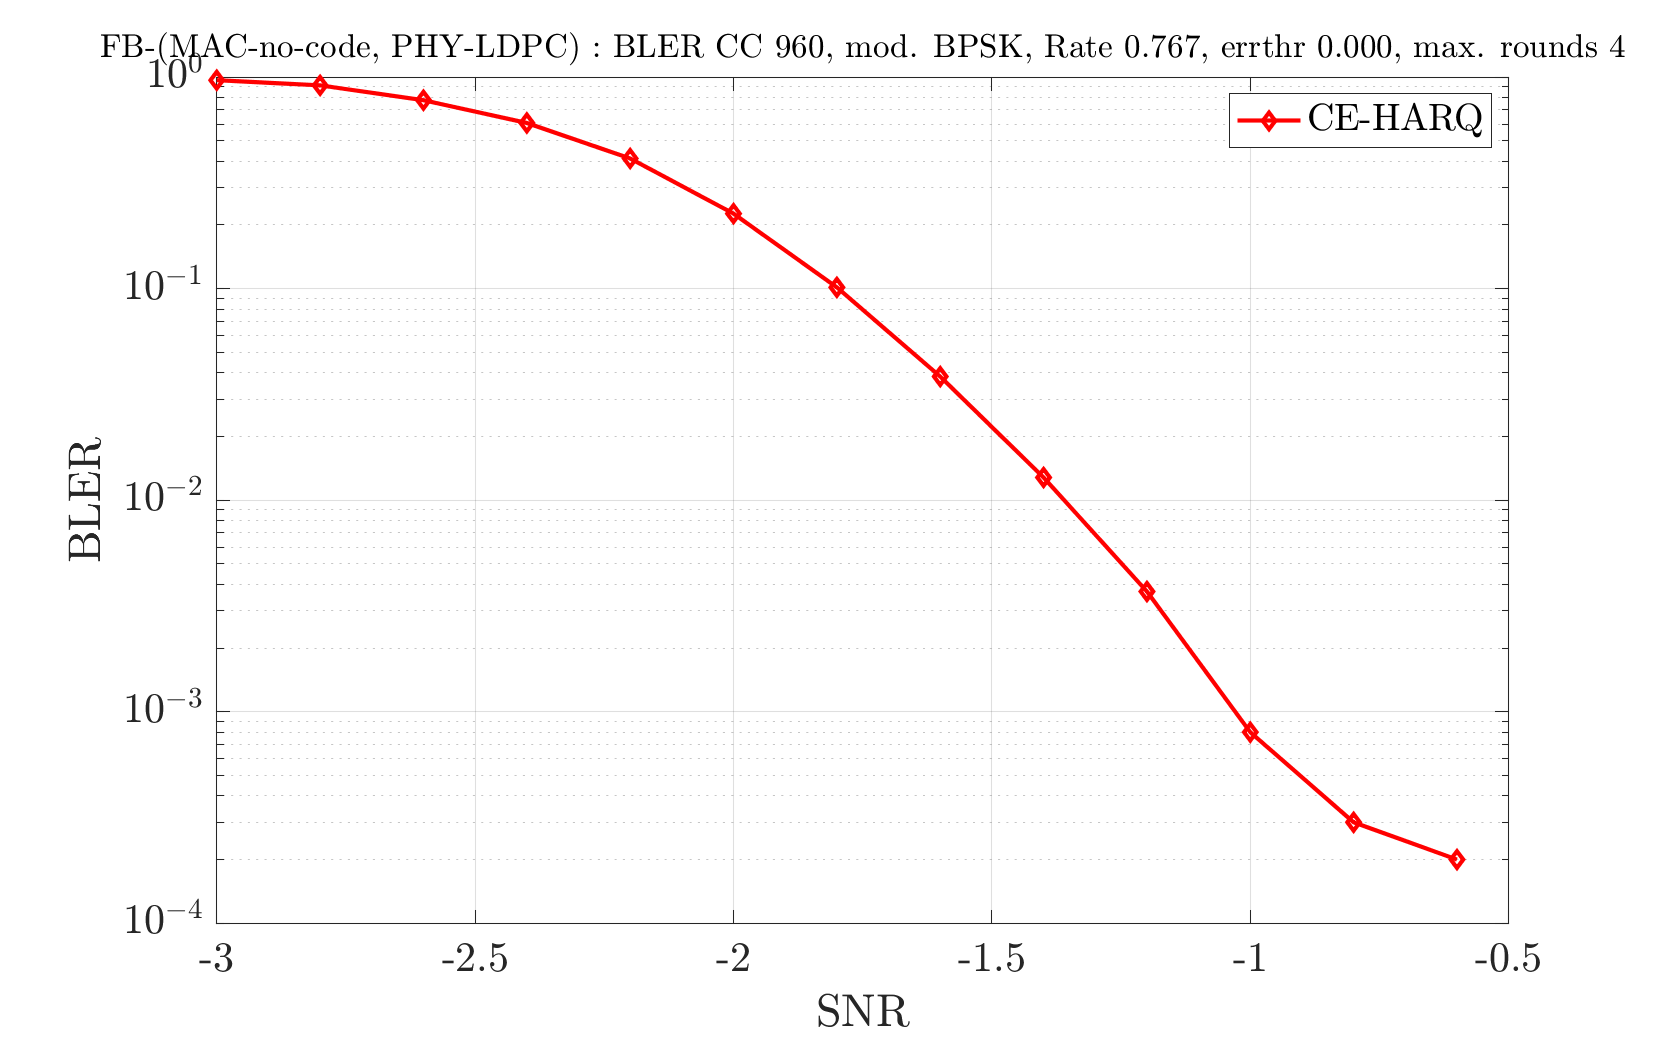 FB-(MAC-no-code, PHY-LDPC) : BLER CC 960, mod. BPSK, Rate 0.767, errthr 0.000, max. rounds 4
10⁰
CE-HARQ
10⁻¹
BLER
10⁻²
10⁻³
10⁻⁴
-3 -2.5 -2 -1.5 -1 -0.5
SNR